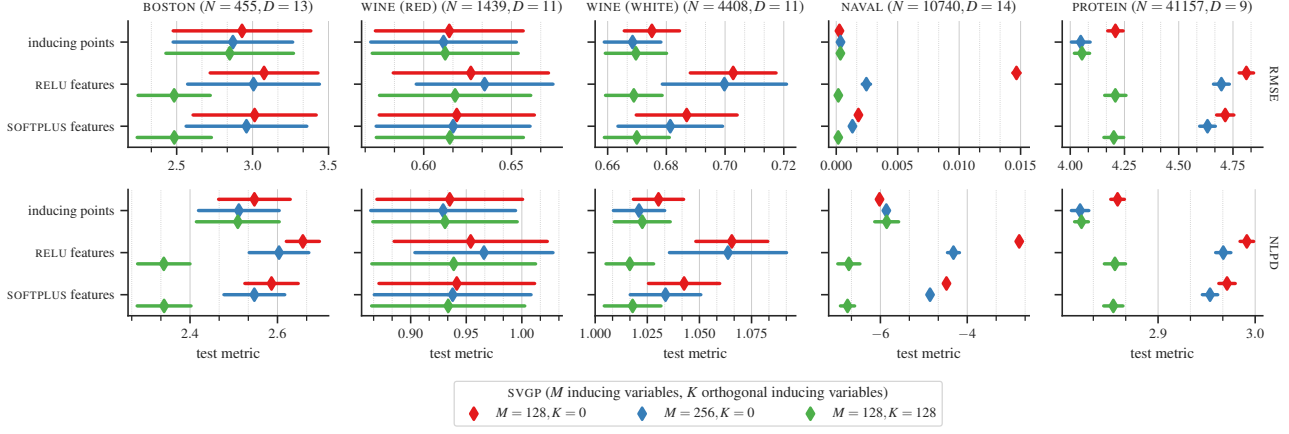 BOSTON (N = 455, D = 13)
WINE (RED) (N = 1439, D = 11)
WINE (WHITE) (N = 4408, D = 11)
NAVAL (N = 10740, D = 14)
PROTEIN (N = 41157, D = 9)
inducing points
RELU features
SOFTPLUS features
RMSE
2.5 3.0 3.5
0.60 0.65
0.66 0.68 0.70 0.72
0.000 0.005 0.010 0.015
4.00 4.25 4.50 4.75
inducing points
RELU features
SOFTPLUS features
NLPD
2.4 2.6
0.90 0.95 1.00
1.000 1.025 1.050 1.075
−6 −4
2.9 3.0
test metric test metric test metric test metric test metric
SVGP (M inducing variables, K orthogonal inducing variables)
M = 128, K = 0 M = 256, K = 0 M = 128, K = 128